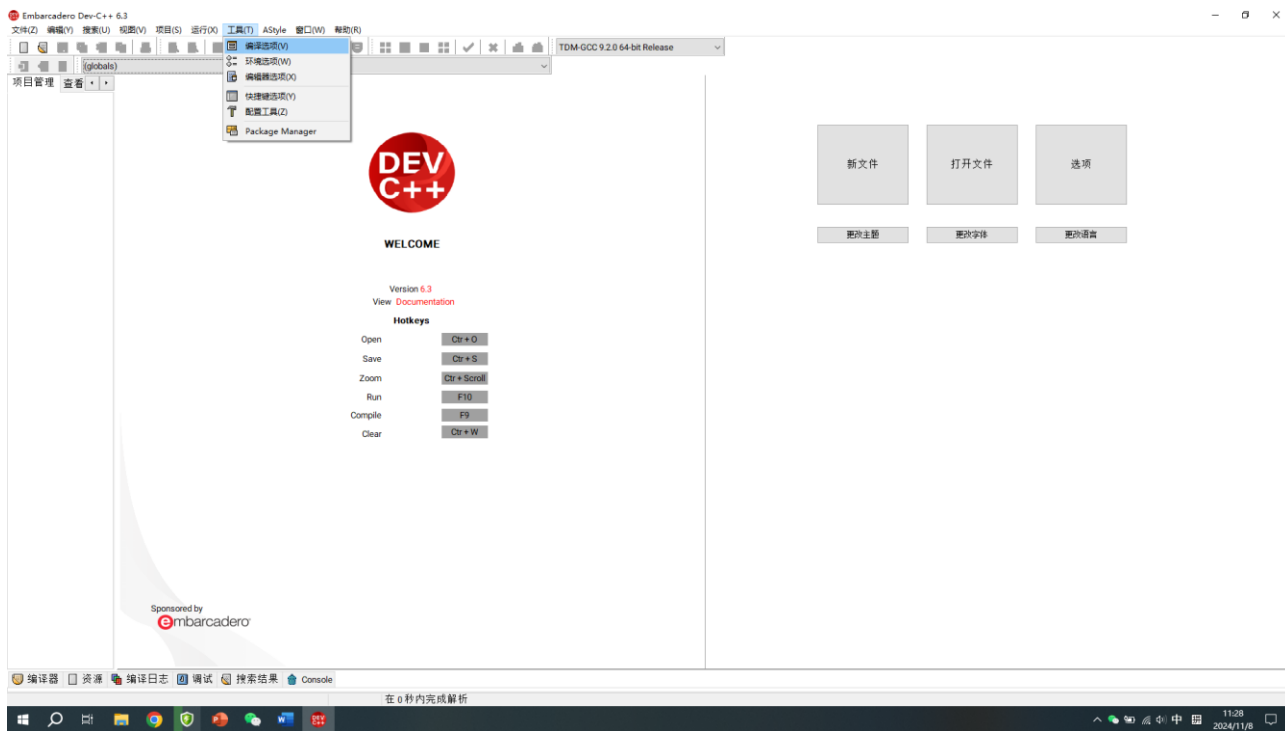 Embarcadero Dev-C++ 6.3
文件(Z) 编辑(Y) 搜索(U) 视图(V) 项目(S) 运行(X) 工具(T) AStyle 窗口(W) 帮助(R)
编译选项(V)
TDM-GCC 9.2.0 64-bit Release
(globals)
环境选项(W)
项目管理 查看
编辑器选项(X)
快捷键选项(Y)
配置工具(Z)
Package Manager
DEV
C++
新文件 打开文件 选项
WELCOME
更改主题 更改字体 更改语言
Version 6.3
View Documentation
Hotkeys
Open Ctr + O
Save Ctr + S
Zoom Ctr + Scroll
Run F10
Compile F9
Clear Ctr + W
Sponsored by
embarcadero
编译器 资源 编译日志 调试 搜索结果 Console
在 0 秒内完成解析
中 11:28
2024/11/8